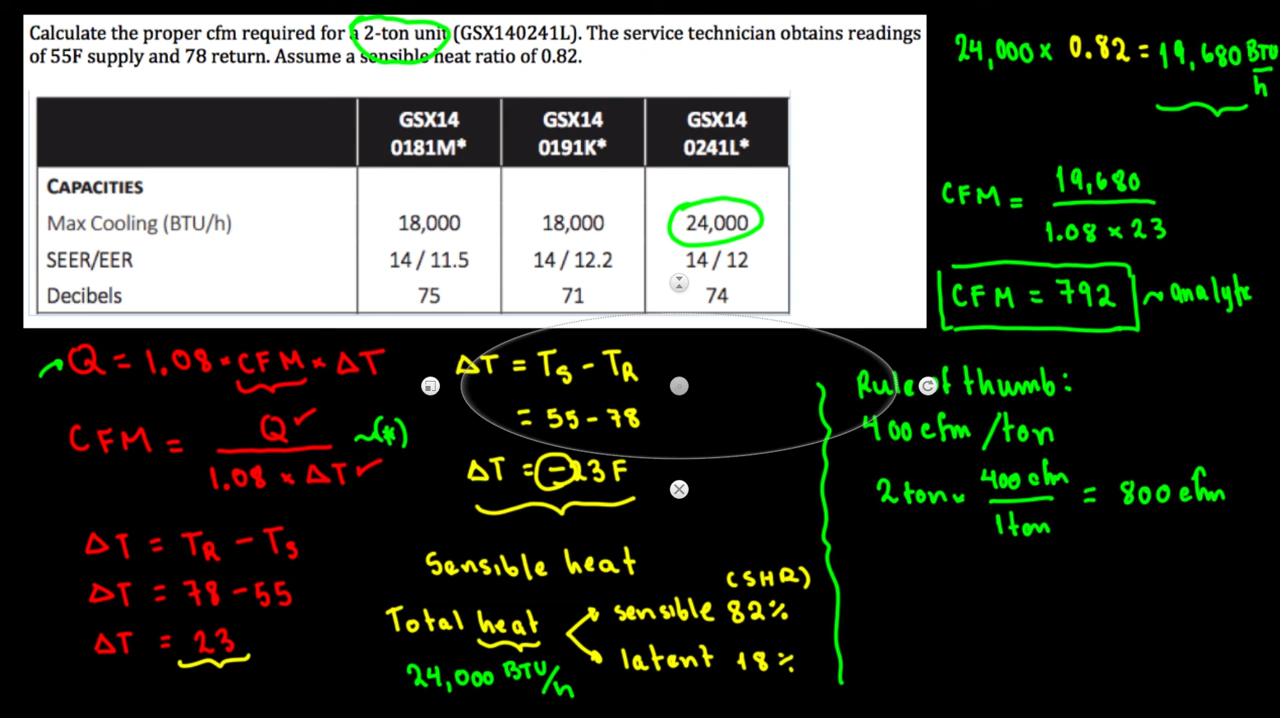 Calculate the proper cfm required for a 2-ton unit (GSX140241L). The service technician obtains readings
of 55F supply and 78 return. Assume a sensible heat ratio of 0.82.
GSX14 GSX14 GSX14
0181M* 0191K* 0241L*
CAPACITIES
Max Cooling (BTU/h) 18,000 18,000 24,000
SEER/EER 14 / 11.5 14 / 12.2 14 / 12
Decibels 75 71 74
Q = 1.08 * CFM * ΔT
CFM = Q / 1.08 × ΔT ~(*)
ΔT = TR - TS
ΔT = 78 - 55
ΔT = 23
ΔT = TS - TR
= 55 - 78
ΔT = -23 F
Sensible heat
(SHR)
Total heat
sensible 82%
latent 18%
24,000 BTU/h
24,000 × 0.82 = 19,680 BTU/h
CFM = 19,680 / 1.08 × 23
CFM = 792 ~ analytc
Rule of thumb:
400 cfm / ton
2 ton * 400 cfm / 1 ton = 800 cfm